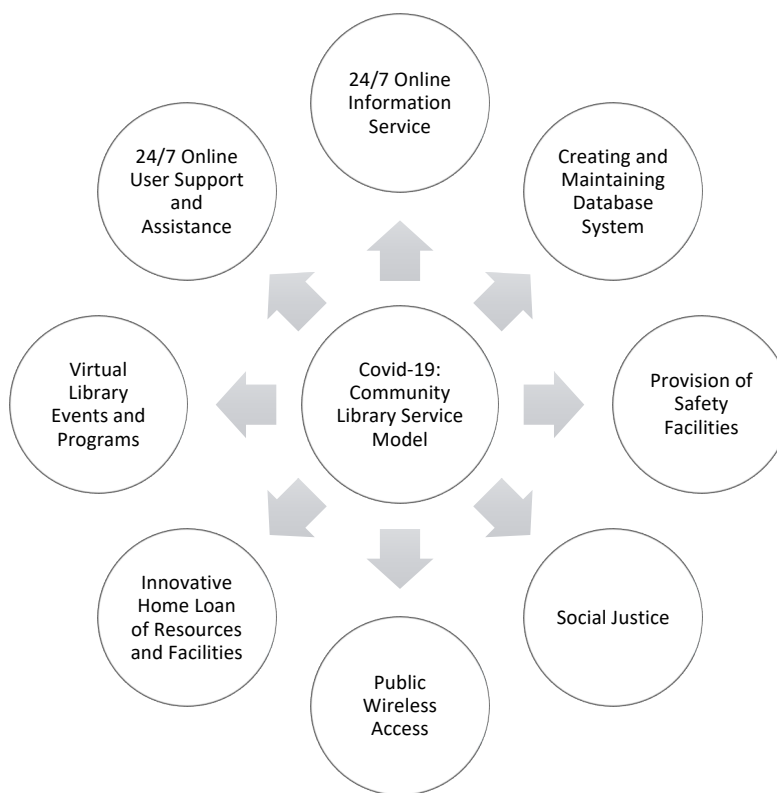 24/7 Online
Information
Service
Creating and
Maintaining
Database
System
Provision of
Safety
Facilities
Social Justice
Public
Wireless
Access
Innovative
Home Loan
of Resources
and Facilities
Virtual
Library
Events and
Programs
24/7 Online
User Support
and
Assistance
Covid-19:
Community
Library Service
Model